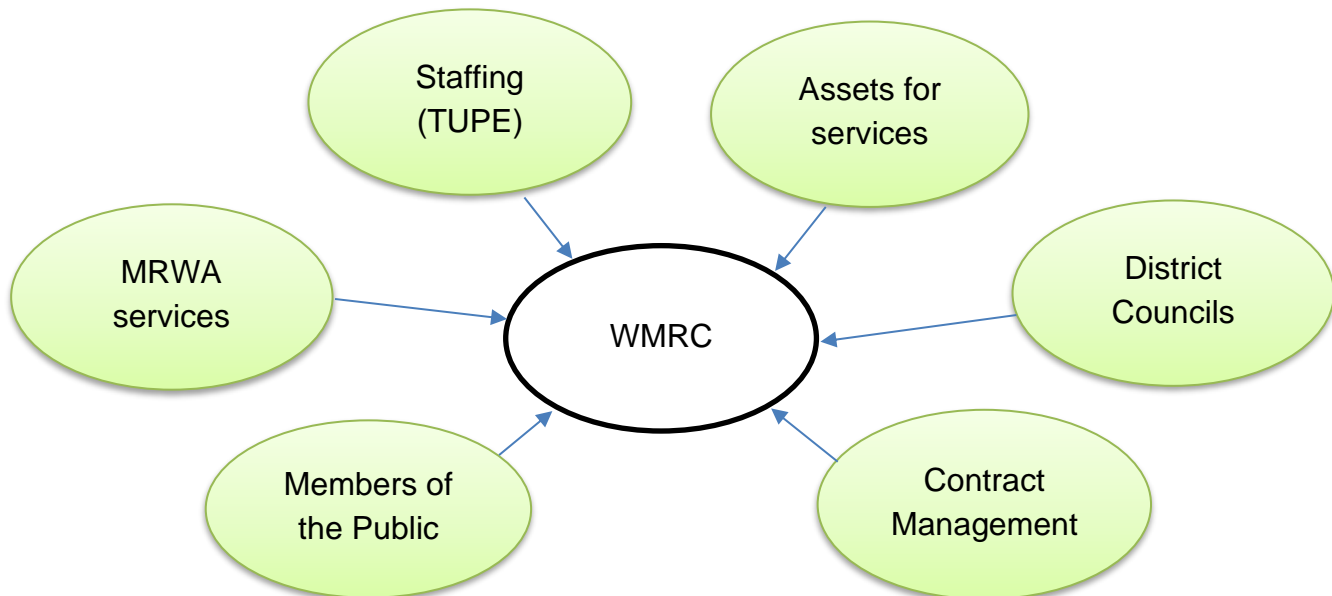 Staffing
(TUPE)
Assets for
services
MRWA
services
District
Councils
WMRC
Members of
the Public
Contract
Management